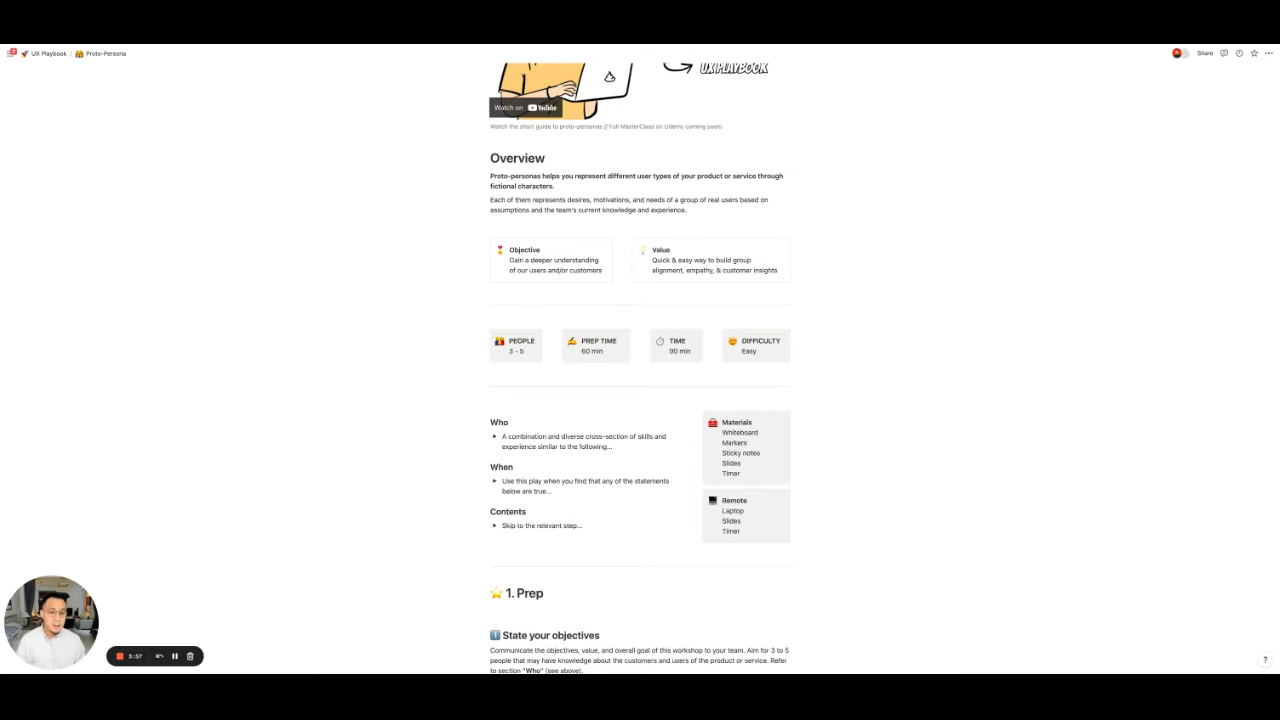 UX Playbook / Proto-Persona
Share
UX PLAYBOOK
Watch on YouTube
Watch the short guide to proto-personas // Full MasterClass on Udemy coming soon!
Overview
Proto-personas helps you represent different user types of your product or service through
fictional characters.
Each of them represents desires, motivations, and needs of a group of real users based on
assumptions and the team's current knowledge and experience.
Objective
Gain a deeper understanding
of our users and/or customers
Value
Quick & easy way to build group
alignment, empathy, & customer insights
PEOPLE
3 - 5
PREP TIME
60 min
TIME
90 min
DIFFICULTY
Easy
Who
A combination and diverse cross-section of skills and
experience similar to the following...
When
Use this play when you find that any of the statements
below are true...
Contents
Skip to the relevant step...
Materials
Whiteboard
Markers
Sticky notes
Slides
Timer
Remote
Laptop
Slides
Timer
1. Prep
1 State your objectives
Communicate the objectives, value, and overall goal of this workshop to your team. Aim for 3 to 5
people that may have knowledge about the customers and users of the product or service. Refer
to section "Who" (see above).
3:57
?